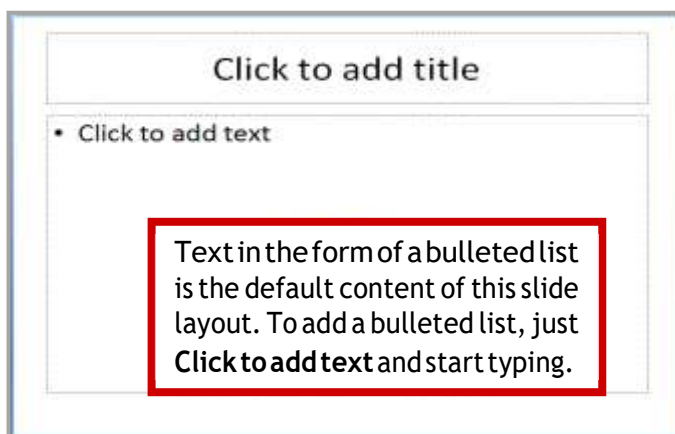 Click to add title
• Click to add text
Text in the form of a bulleted list
is the default content of this slide
layout. To add a bulleted list, just
Click to add text and start typing.